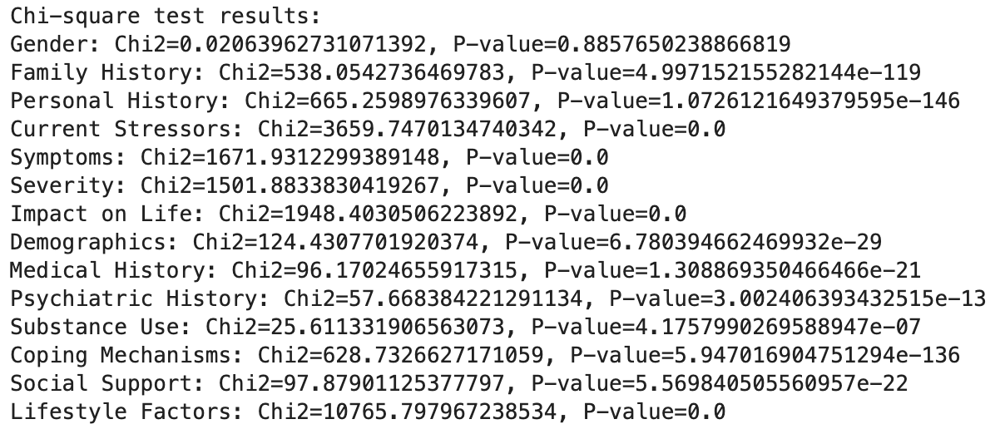 Chi-square test results:
Gender: Chi2=0.02063962731071392, P-value=0.8857650238866819
Family History: Chi2=538.0542736469783, P-value=4.997152155282144e-119
Personal History: Chi2=665.2598976339607, P-value=1.0726121649379595e-146
Current Stressors: Chi2=3659.7470134740342, P-value=0.0
Symptoms: Chi2=1671.9312299389148, P-value=0.0
Severity: Chi2=1501.8833830419267, P-value=0.0
Impact on Life: Chi2=1948.4030506223892, P-value=0.0
Demographics: Chi2=124.4307701920374, P-value=6.780394662469932e-29
Medical History: Chi2=96.17024655917315, P-value=1.308869350466466e-21
Psychiatric History: Chi2=57.668384221291134, P-value=3.002406393432515e-13
Substance Use: Chi2=25.611331906563073, P-value=4.1757990269588947e-07
Coping Mechanisms: Chi2=628.7326627171059, P-value=5.947016904751294e-136
Social Support: Chi2=97.87901125377797, P-value=5.569840505560957e-22
Lifestyle Factors: Chi2=10765.797967238534, P-value=0.0